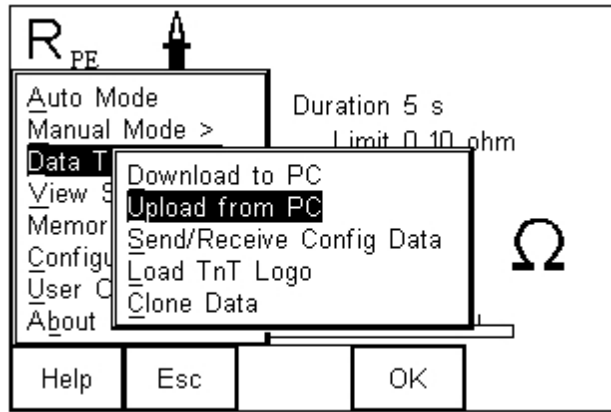 R PE
Auto Mode
Manual Mode >
Data T
View S
Memor
Configu
User C
About
Duration 5 s
Limit 0.10 ohm
Download to PC
Upload from PC
Send/Receive Config Data
Load TnT Logo
Clone Data
Ω
Help Esc OK